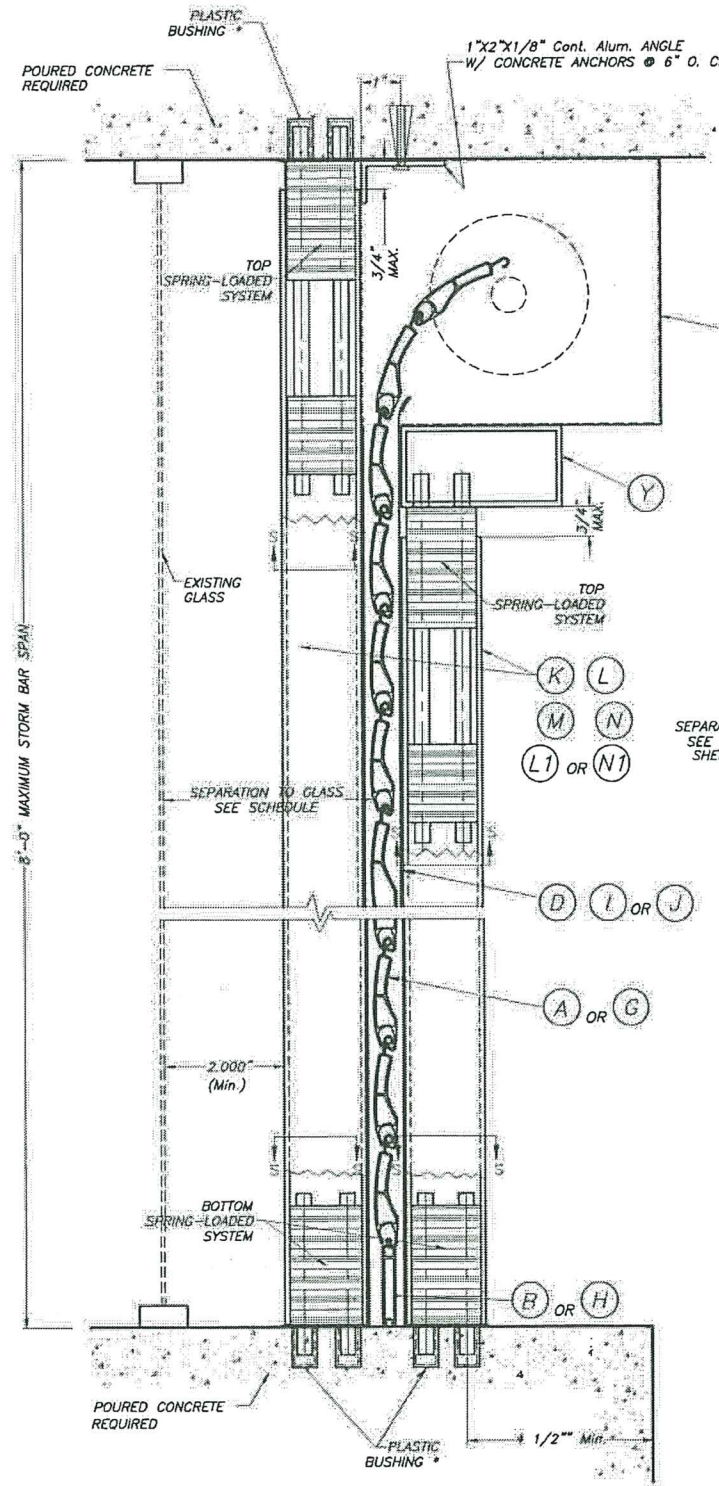 PLASTIC
BUSHING *
1"X2"X1/8" Cont. Alum. ANGLE
W/ CONCRETE ANCHORS @ 6" O. C
POURED CONCRETE
REQUIRED
1"
TOP
SPRING-LOADED
SYSTEM
3/4"
MAX.
Y
3/4"
MAX.
S
S
EXISTING
GLASS
TOP
SPRING-LOADED
SYSTEM
K L
M N
L1 OR N1
SEPARA
SEE
SHE
8'-0" MAXIMUM STORM BAR SPAN
SEPARATION TO GLASS
SEE SCHEDULE
S
S
D I OR J
A OR G
2.000"
(Min.)
S
S
S
S
BOTTOM
SPRING-LOADED
SYSTEM
B OR H
POURED CONCRETE
REQUIRED
PLASTIC
BUSHING *
1/2"" Min.